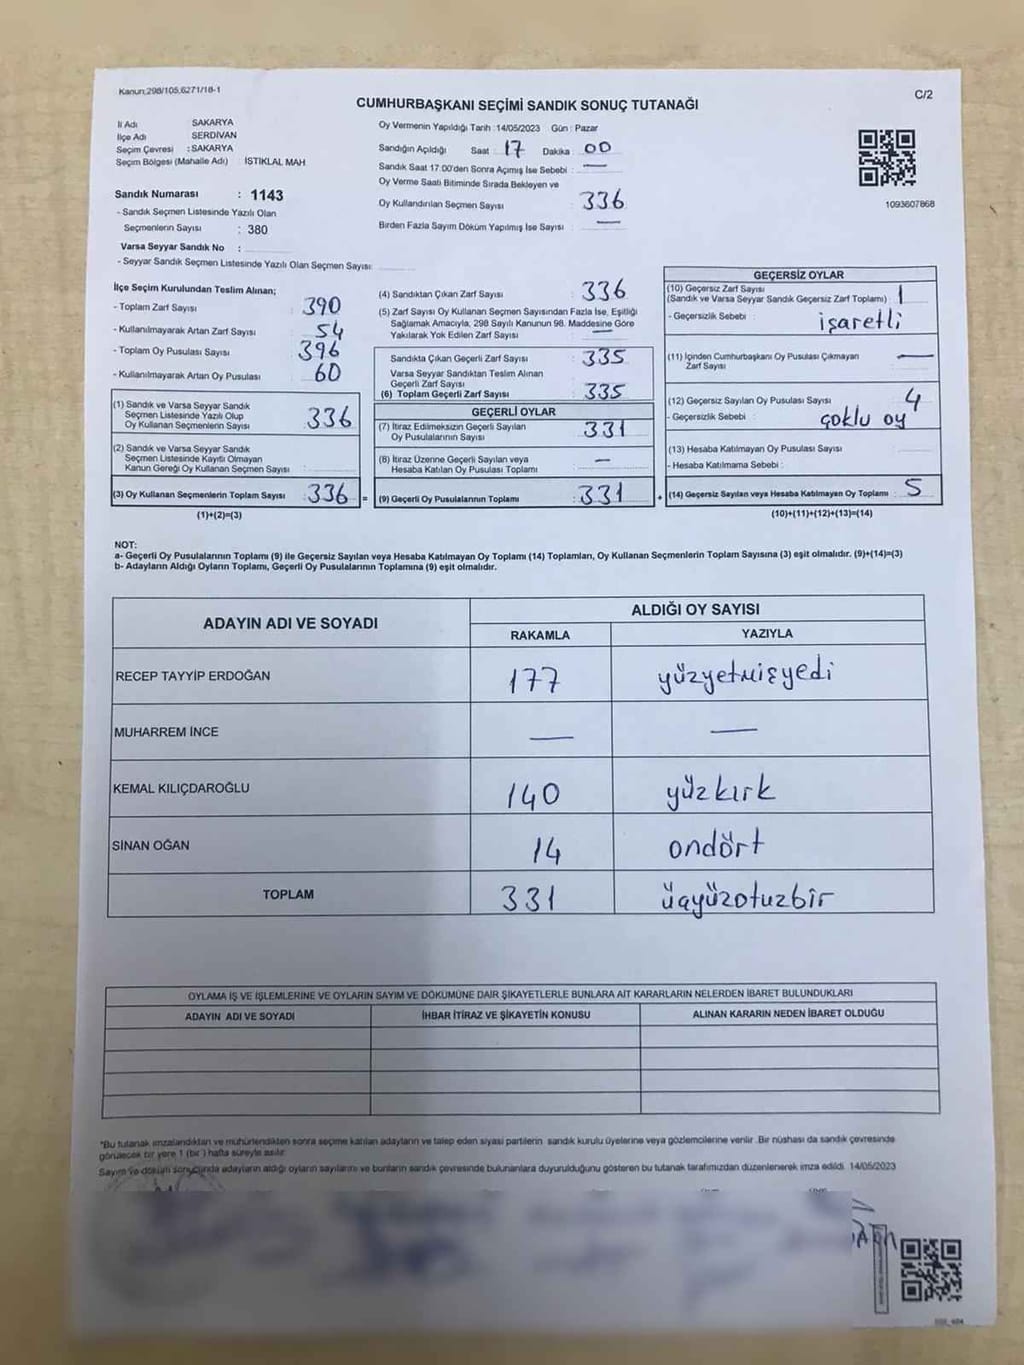 Kanun:298/105,6271/18-1
C/2
CUMHURBAŞKANI SEÇİMİ SANDIK SONUÇ TUTANAĞI
İl Adı SAKARYA
İlçe Adı SERDİVAN
Seçim Çevresi : SAKARYA
Seçim Bölgesi (Mahalle Adı) İSTİKLAL MAH
Sandık Numarası : 1143
- Sandık Seçmen Listesinde Yazılı Olan
Seçmenlerin Sayısı : 380
Varsa Seyyar Sandık No :
- Seyyar Sandık Seçmen Listesinde Yazılı Olan Seçmen Sayısı:
Oy Vermenin Yapıldığı Tarih : 14/05/2023 Gün : Pazar
Sandığın Açıldığı Saat : 17 Dakika : 00
Sandık Saat 17.00'den Sonra Açımış İse Sebebi : —
Oy Verme Saati Bitiminde Sırada Bekleyen ve
Oy Kullandırılan Seçmen Sayısı : 336
Birden Fazla Sayım Döküm Yapılmış İse Sayısı : —
1093607868
İlçe Seçim Kurulundan Teslim Alınan;
- Toplam Zarf Sayısı : 390
- Kullanılmayarak Artan Zarf Sayısı : 54
- Toplam Oy Pusulası Sayısı : 396
- Kullanılmayarak Artan Oy Pusulası : 60
(1) Sandık ve Varsa Seyyar Sandık
Seçmen Listesinde Yazılı Olup
Oy Kullanan Seçmenlerin Sayısı : 336
(2) Sandık ve Varsa Seyyar Sandık
Seçmen Listesinde Kayıtlı Olmayan
Kanun Gereği Oy Kullanan Seçmen Sayısı :
(3) Oy Kullanan Seçmenlerin Toplam Sayısı : 336 =
(1)+(2)=(3)
(4) Sandıktan Çıkan Zarf Sayısı : 336
(5) Zarf Sayısı Oy Kullanan Seçmen Sayısından Fazla İse, Eşitliği
Sağlamak Amacıyla, 298 Sayılı Kanunun 98. Maddesine Göre
Yakılarak Yok Edilen Zarf Sayısı : —
Sandıkta Çıkan Geçerli Zarf Sayısı : 335
Varsa Seyyar Sandıktan Teslim Alınan
Geçerli Zarf Sayısı :
(6) Toplam Geçerli Zarf Sayısı : 335
GEÇERLİ OYLAR
(7) İtiraz Edilmeksizin Geçerli Sayılan
Oy Pusulalarının Sayısı : 331
(8) İtiraz Üzerine Geçerli Sayılan veya
Hesaba Katılan Oy Pusulası Toplamı : —
(9) Geçerli Oy Pusulalarının Toplamı : 331 +
GEÇERSİZ OYLAR
(10) Geçersiz Zarf Sayısı
(Sandık ve Varsa Seyyar Sandık Geçersiz Zarf Toplamı) : 1
- Geçersizlik Sebebi : işaretli
(11) İçinden Cumhurbaşkanı Oy Pusulası Çıkmayan
Zarf Sayısı : —
(12) Geçersiz Sayılan Oy Pusulası Sayısı : 4
- Geçersizlik Sebebi : çoklu oy
(13) Hesaba Katılmayan Oy Pusulası Sayısı :
- Hesaba Katılmama Sebebi :
(14) Geçersiz Sayılan veya Hesaba Katılmayan Oy Toplamı : 5
(10)+(11)+(12)+(13)=(14)
NOT:
a- Geçerli Oy Pusulalarının Toplamı (9) ile Geçersiz Sayılan veya Hesaba Katılmayan Oy Toplamı (14) Toplamları, Oy Kullanan Seçmenlerin Toplam Sayısına (3) eşit olmalıdır. (9)+(14)=(3)
b- Adayların Aldığı Oyların Toplamı, Geçerli Oy Pusulalarının Toplamına (9) eşit olmalıdır.
ADAYIN ADI VE SOYADI ALDIĞI OY SAYISI
RAKAMLA YAZIYLA
RECEP TAYYİP ERDOĞAN 177 yüzyetmişyedi
MUHARREM İNCE — —
KEMAL KILIÇDAROĞLU 140 yüzkırk
SİNAN OĞAN 14 ondört
TOPLAM 331 üçyüzotuzbir
OYLAMA İŞ VE İŞLEMLERİNE VE OYLARIN SAYIM VE DÖKÜMÜNE DAİR ŞİKAYETLERLE BUNLARA AİT KARARLARIN NELERDEN İBARET BULUNDUKLARI
ADAYIN ADI VE SOYADI İHBAR İTİRAZ VE ŞİKAYETİN KONUSU ALINAN KARARIN NEDEN İBARET OLDUĞU
*Bu tutanak imzalandıktan ve mühürlendikten sonra seçime katılan adayların ve talep eden siyasi partilerin sandık kurulu üyelerine veya gözlemcilerine verilir. Bir nüshası da sandık çevresinde
görülecek bir yere 1 (bir) hafta süreyle asılır.
Sayım ve döküm sonucunda adayların aldığı oyların sayılarını ve bunların sandık çevresinde bulunanlara duyurulduğunu gösteren bu tutanak tarafımızdan düzenlenerek imza edildi. 14/05/2023